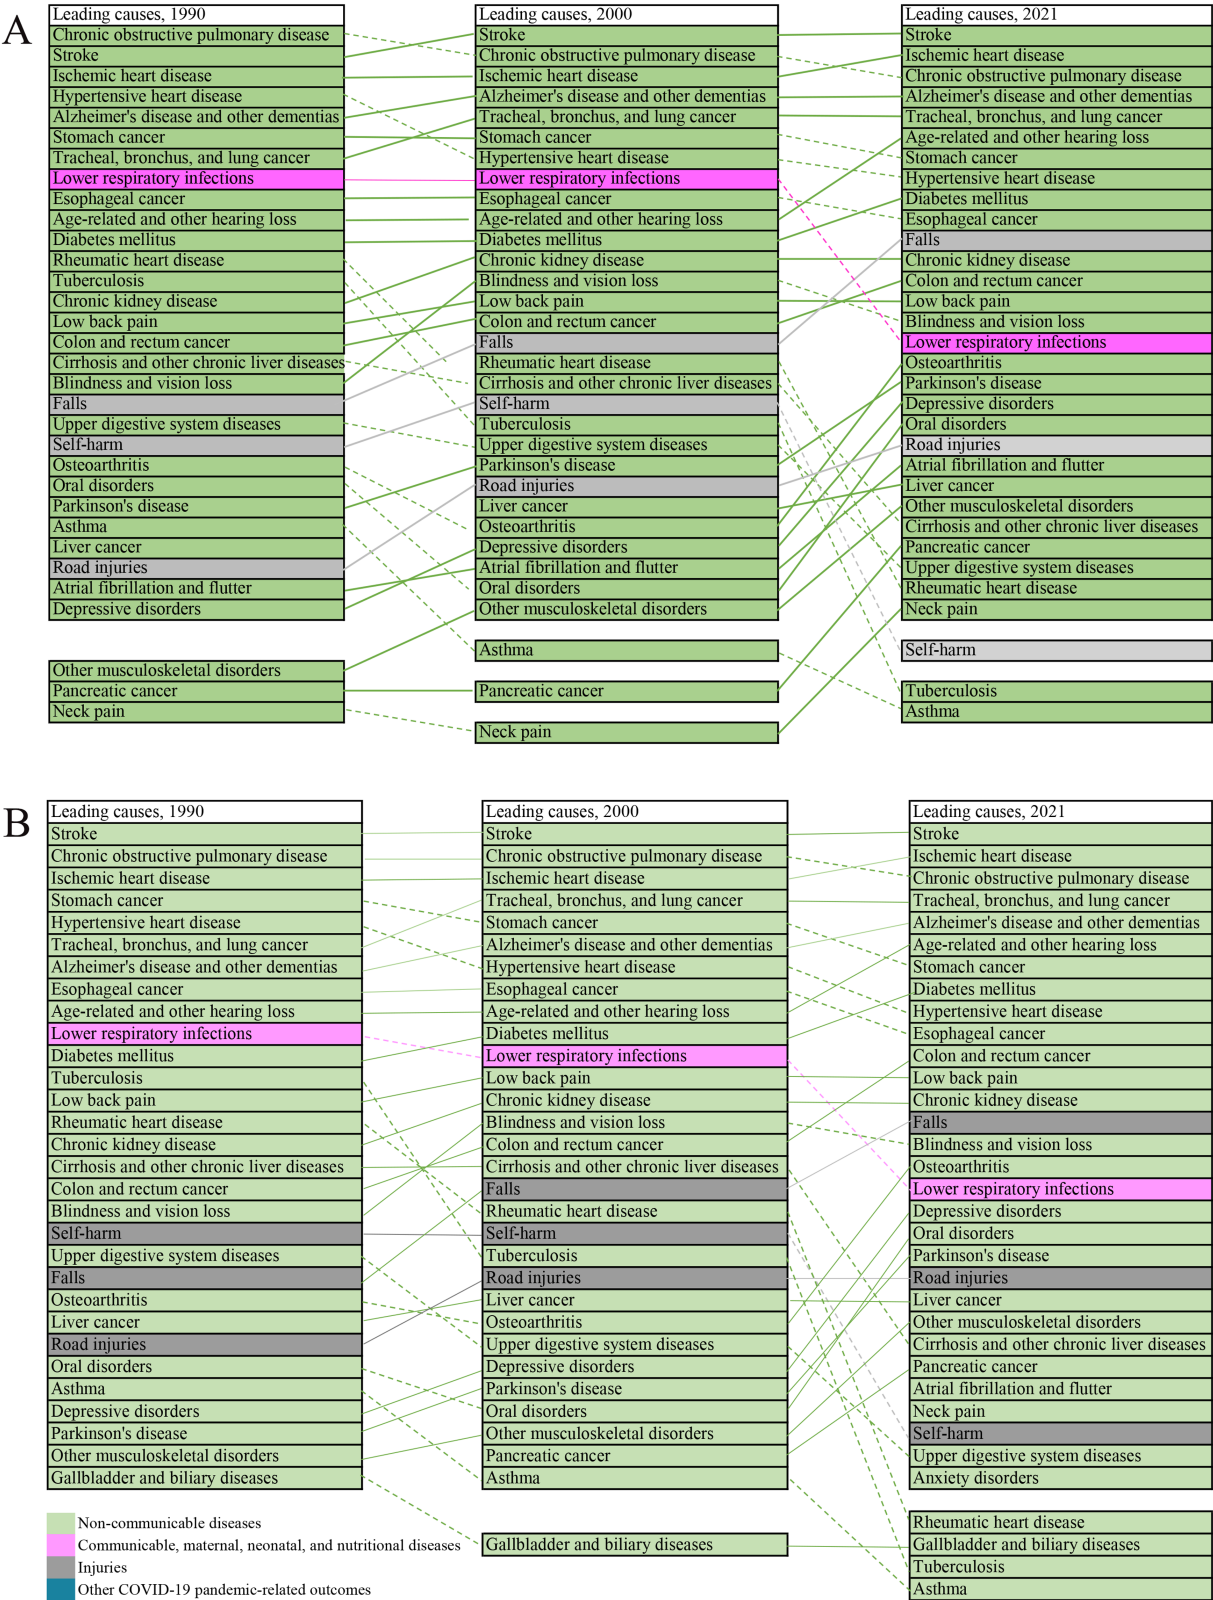 A
Leading causes, 1990
Chronic obstructive pulmonary disease
Stroke
Ischemic heart disease
Hypertensive heart disease
Alzheimer's disease and other dementias
Stomach cancer
Tracheal, bronchus, and lung cancer
Lower respiratory infections
Esophageal cancer
Age-related and other hearing loss
Diabetes mellitus
Rheumatic heart disease
Tuberculosis
Chronic kidney disease
Low back pain
Colon and rectum cancer
Cirrhosis and other chronic liver diseases
Blindness and vision loss
Falls
Upper digestive system diseases
Self-harm
Osteoarthritis
Oral disorders
Parkinson's disease
Asthma
Liver cancer
Road injuries
Atrial fibrillation and flutter
Depressive disorders
Other musculoskeletal disorders
Pancreatic cancer
Neck pain
Leading causes, 2000
Stroke
Chronic obstructive pulmonary disease
Ischemic heart disease
Alzheimer's disease and other dementias
Tracheal, bronchus, and lung cancer
Stomach cancer
Hypertensive heart disease
Lower respiratory infections
Esophageal cancer
Age-related and other hearing loss
Diabetes mellitus
Chronic kidney disease
Blindness and vision loss
Low back pain
Colon and rectum cancer
Falls
Rheumatic heart disease
Cirrhosis and other chronic liver diseases
Self-harm
Tuberculosis
Upper digestive system diseases
Parkinson's disease
Road injuries
Liver cancer
Osteoarthritis
Depressive disorders
Atrial fibrillation and flutter
Oral disorders
Other musculoskeletal disorders
Asthma
Pancreatic cancer
Neck pain
Leading causes, 2021
Stroke
Ischemic heart disease
Chronic obstructive pulmonary disease
Alzheimer's disease and other dementias
Tracheal, bronchus, and lung cancer
Age-related and other hearing loss
Stomach cancer
Hypertensive heart disease
Diabetes mellitus
Esophageal cancer
Falls
Chronic kidney disease
Colon and rectum cancer
Low back pain
Blindness and vision loss
Lower respiratory infections
Osteoarthritis
Parkinson's disease
Depressive disorders
Oral disorders
Road injuries
Atrial fibrillation and flutter
Liver cancer
Other musculoskeletal disorders
Cirrhosis and other chronic liver diseases
Pancreatic cancer
Upper digestive system diseases
Rheumatic heart disease
Neck pain
Self-harm
Tuberculosis
Asthma
B
Leading causes, 1990
Stroke
Chronic obstructive pulmonary disease
Ischemic heart disease
Stomach cancer
Hypertensive heart disease
Tracheal, bronchus, and lung cancer
Alzheimer's disease and other dementias
Esophageal cancer
Age-related and other hearing loss
Lower respiratory infections
Diabetes mellitus
Tuberculosis
Low back pain
Rheumatic heart disease
Chronic kidney disease
Cirrhosis and other chronic liver diseases
Colon and rectum cancer
Blindness and vision loss
Self-harm
Upper digestive system diseases
Falls
Osteoarthritis
Liver cancer
Road injuries
Oral disorders
Asthma
Depressive disorders
Parkinson's disease
Other musculoskeletal disorders
Gallbladder and biliary diseases
Leading causes, 2000
Stroke
Chronic obstructive pulmonary disease
Ischemic heart disease
Tracheal, bronchus, and lung cancer
Stomach cancer
Alzheimer's disease and other dementias
Hypertensive heart disease
Esophageal cancer
Age-related and other hearing loss
Diabetes mellitus
Lower respiratory infections
Low back pain
Chronic kidney disease
Blindness and vision loss
Colon and rectum cancer
Cirrhosis and other chronic liver diseases
Falls
Rheumatic heart disease
Self-harm
Tuberculosis
Road injuries
Liver cancer
Osteoarthritis
Upper digestive system diseases
Depressive disorders
Parkinson's disease
Oral disorders
Other musculoskeletal disorders
Pancreatic cancer
Asthma
Gallbladder and biliary diseases
Leading causes, 2021
Stroke
Ischemic heart disease
Chronic obstructive pulmonary disease
Tracheal, bronchus, and lung cancer
Alzheimer's disease and other dementias
Age-related and other hearing loss
Stomach cancer
Diabetes mellitus
Hypertensive heart disease
Esophageal cancer
Colon and rectum cancer
Low back pain
Chronic kidney disease
Falls
Blindness and vision loss
Osteoarthritis
Lower respiratory infections
Depressive disorders
Oral disorders
Parkinson's disease
Road injuries
Liver cancer
Other musculoskeletal disorders
Cirrhosis and other chronic liver diseases
Pancreatic cancer
Atrial fibrillation and flutter
Neck pain
Self-harm
Upper digestive system diseases
Anxiety disorders
Rheumatic heart disease
Gallbladder and biliary diseases
Tuberculosis
Asthma
Non-communicable diseases
Communicable, maternal, neonatal, and nutritional diseases
Injuries
Other COVID-19 pandemic-related outcomes